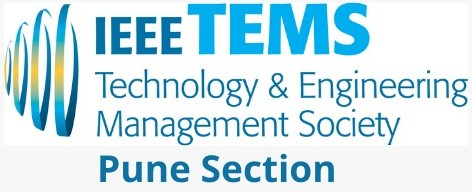 IEEE TEMS
Technology & Engineering
Management Society
Pune Section